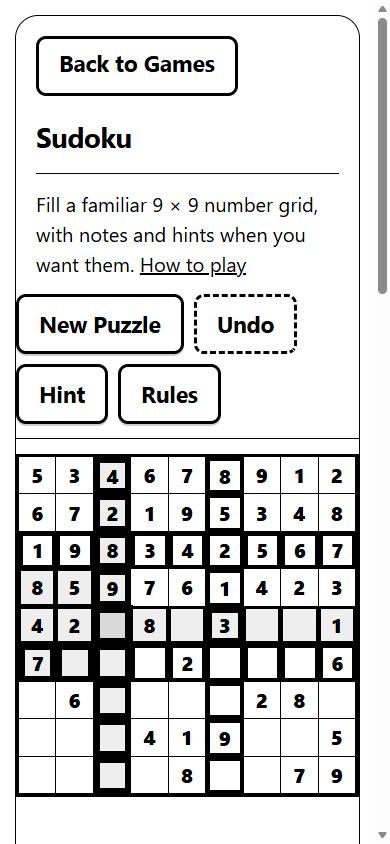 Back to Games
Sudoku
Fill a familiar 9 × 9 number grid,
with notes and hints when you
want them. How to play
New Puzzle Undo
Hint Rules
5 3 4 6 7 8 9 1 2
6 7 2 1 9 5 3 4 8
1 9 8 3 4 2 5 6 7
8 5 9 7 6 1 4 2 3
4 2 8 3 1
7 2 6
6 2 8
4 1 9 5
8 7 9